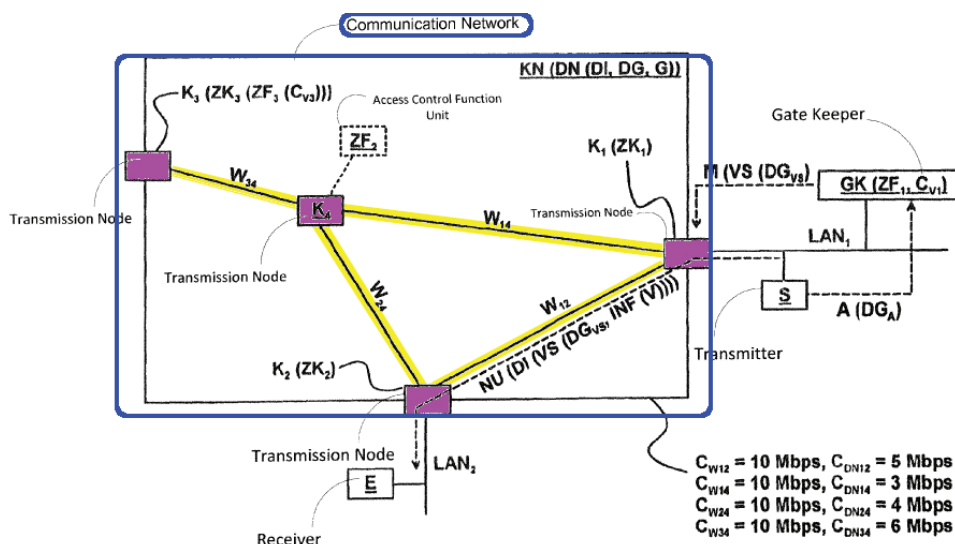 Communication Network
KN (DN (DI, DG, G))
K3 (ZK3 (ZF3 (CV3)))
Access Control Function
Unit
ZF2
K1 (ZK1)
Gate Keeper
M (VS (DGVS)
GK (ZF1, CV1)
W34
Transmission Node
K4
W14
Transmission Node
LAN1
Transmission Node
W24
W12
NU (DI (VS (DGVS, INF (V))))
S
A (DGA)
Transmitter
K2 (ZK2)
Transmission Node
LAN2
E
Receiver
CW12 = 10 Mbps, CDN12 = 5 Mbps
CW14 = 10 Mbps, CDN14 = 3 Mbps
CW24 = 10 Mbps, CDN24 = 4 Mbps
CW34 = 10 Mbps, CDN34 = 6 Mbps